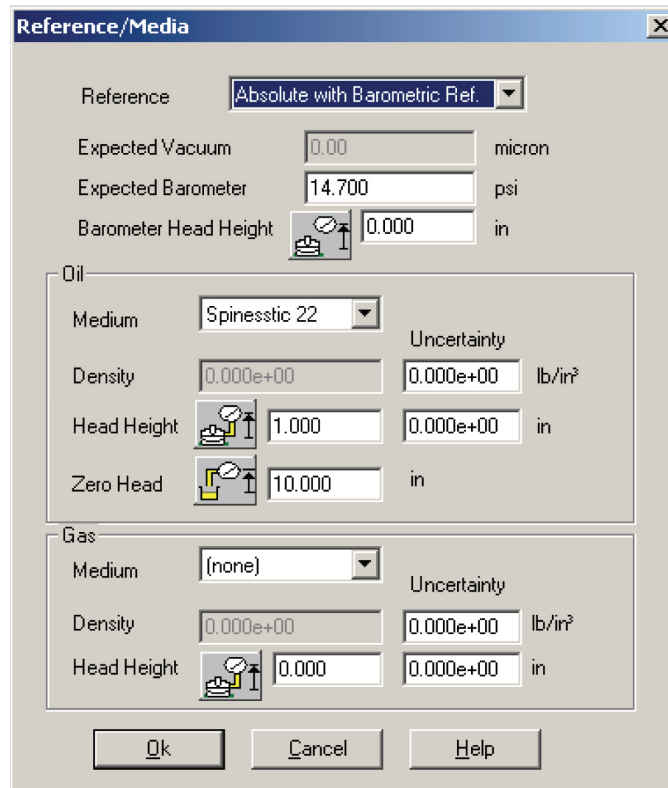 Reference/Media
Reference Absolute with Barometric Ref.
Expected Vacuum 0.00 micron
Expected Barometer 14.700 psi
Barometer Head Height 0.000 in
Oil
Medium Spinesstic 22
Uncertainty
Density 0.000e+00 0.000e+00 lb/in³
Head Height 1.000 0.000e+00 in
Zero Head 10.000 in
Gas
Medium (none)
Uncertainty
Density 0.000e+00 0.000e+00 lb/in³
Head Height 0.000 0.000e+00 in
Ok Cancel Help